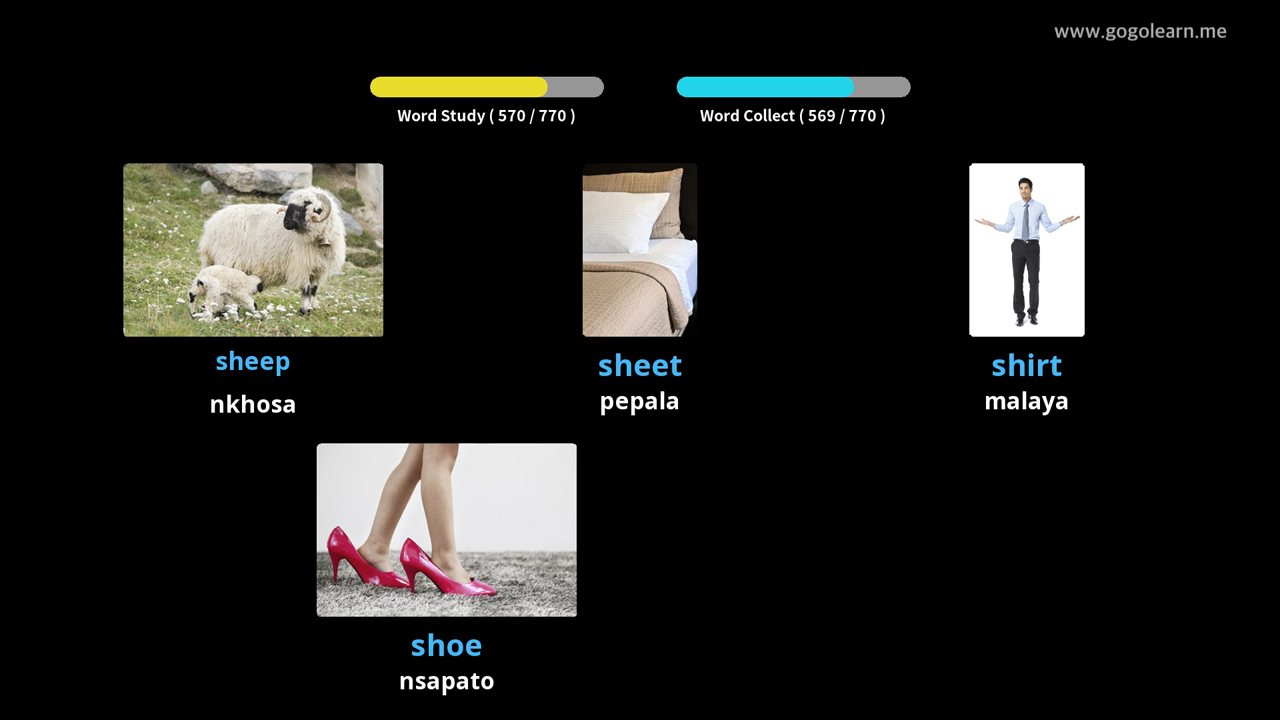 www.gogolearn.me
Word Study ( 570 / 770 )
Word Collect ( 569 / 770 )
sheep
nkhosa
sheet
pepala
shirt
malaya
shoe
nsapato